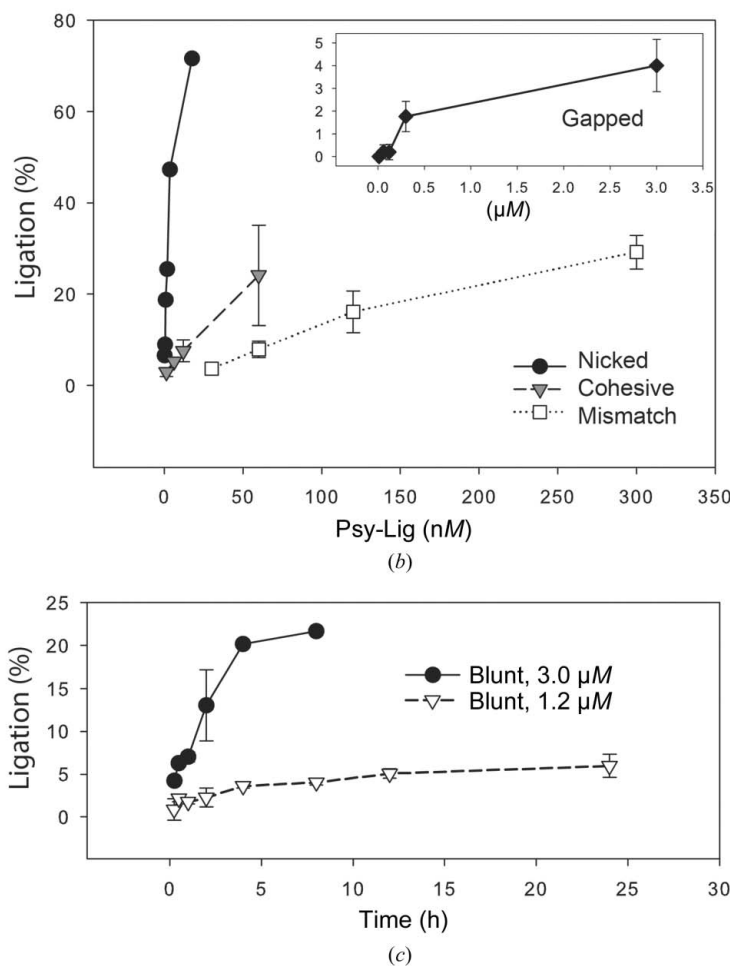 80
60
40
20
0
Ligation (%)
5
4
3
2
1
0
Gapped
0.0 0.5 1.0 1.5 2.0 2.5 3.0 3.5
(µM)
Nicked
Cohesive
Mismatch
0 50 100 150 200 250 300 350
Psy-Lig (nM)
(b)
25
20
15
10
5
0
Ligation (%)
Blunt, 3.0 µM
Blunt, 1.2 µM
0 5 10 15 20 25 30
Time (h)
(c)